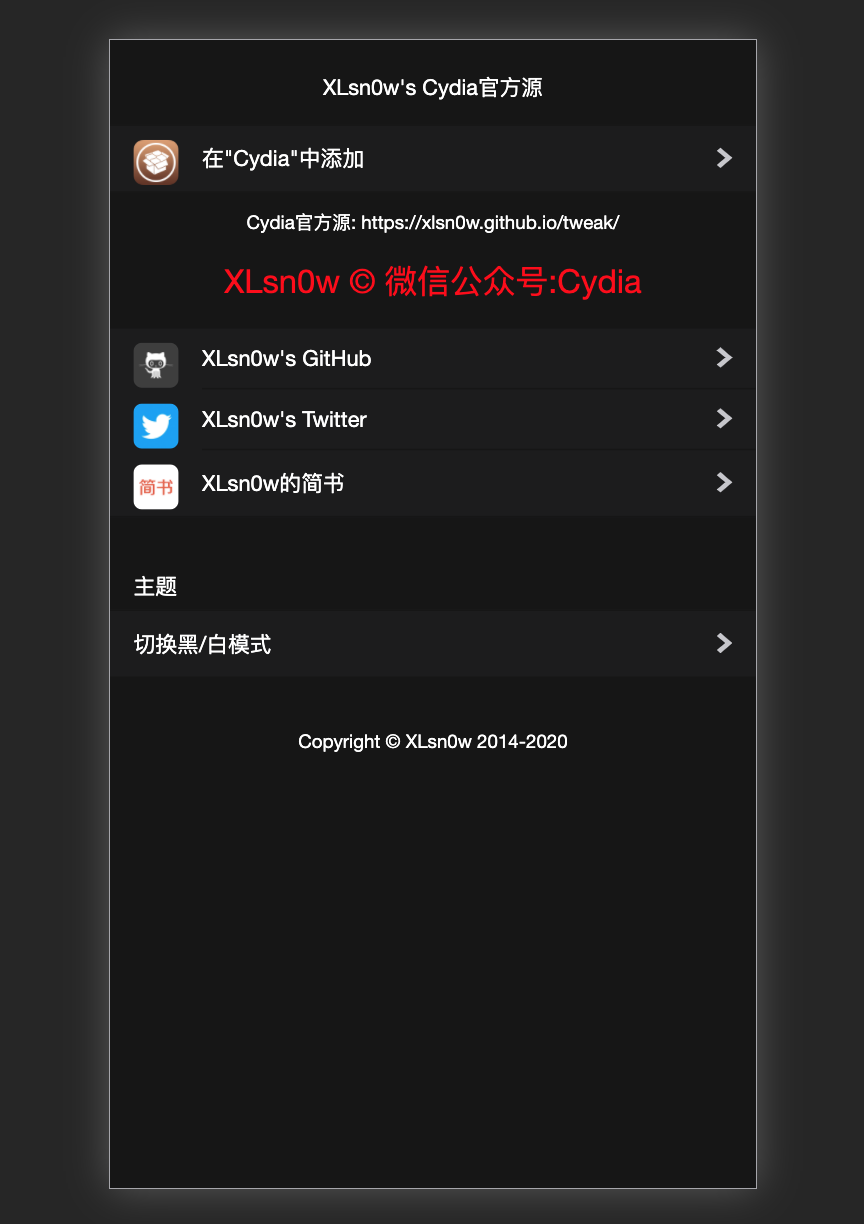 XLsn0w's Cydia官方源
在"Cydia"中添加
Cydia官方源: https://xlsn0w.github.io/tweak/
XLsn0w © 微信公众号:Cydia
XLsn0w's GitHub
XLsn0w's Twitter
简书
XLsn0w的简书
主题
切换黑/白模式
Copyright © XLsn0w 2014-2020